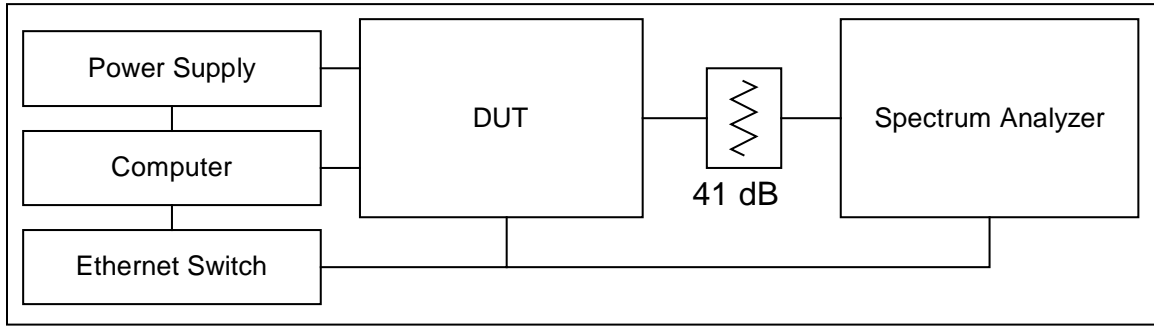 Power Supply
Computer
Ethernet Switch
DUT
41 dB
Spectrum Analyzer